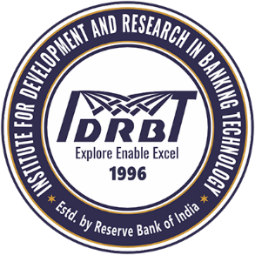 INSTITUTE FOR DEVELOPMENT AND RESEARCH IN BANKING TECHNOLOGY
IDRBT
Explore Enable Excel
1996
Estd. by Reserve Bank of India